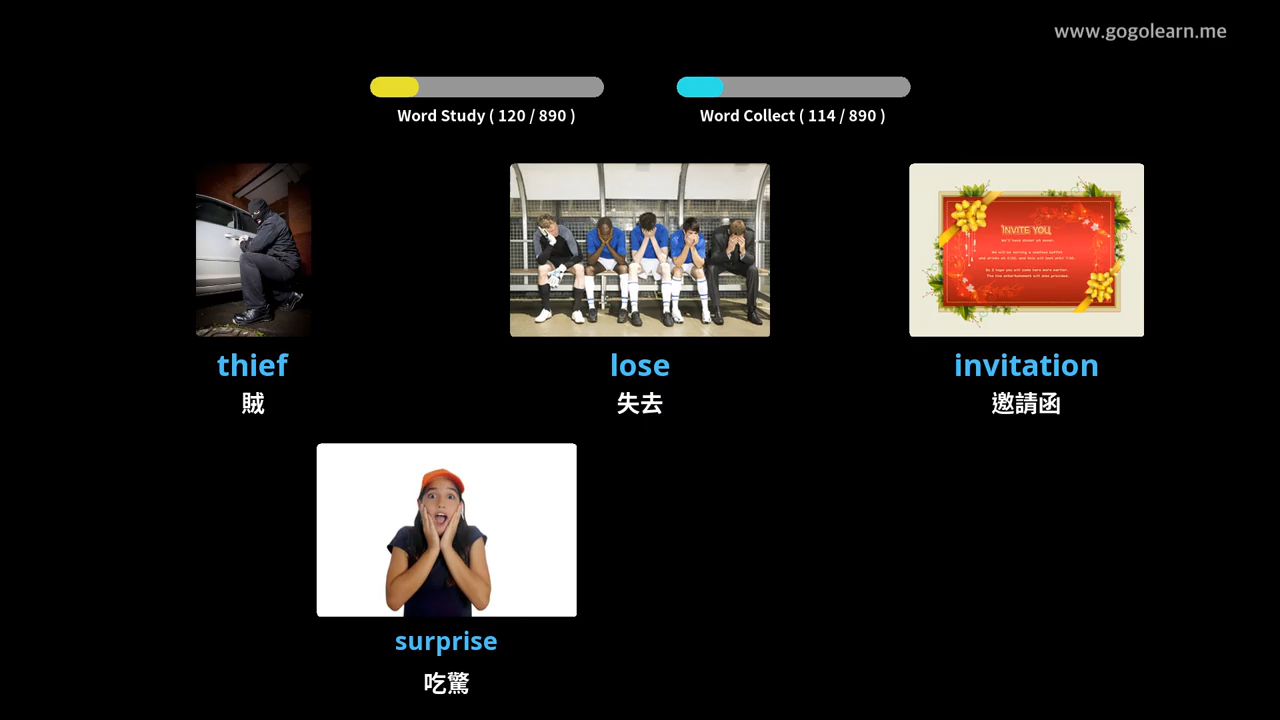 www.gogolearn.me
Word Study ( 120 / 890 )
Word Collect ( 114 / 890 )
INVITE YOU
thief
lose
invitation
賊
失去
邀請函
surprise
吃驚